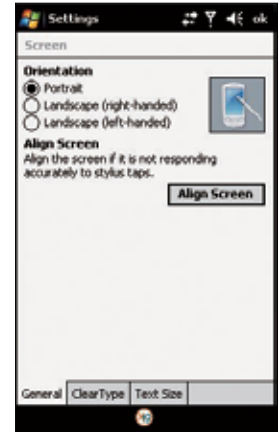 Settings ok
Screen
Orientation
Portrait
Landscape (right-handed)
Landscape (left-handed)
Align Screen
Align the screen if it is not responding
accurately to stylus taps.
Align Screen
General ClearType Text Size